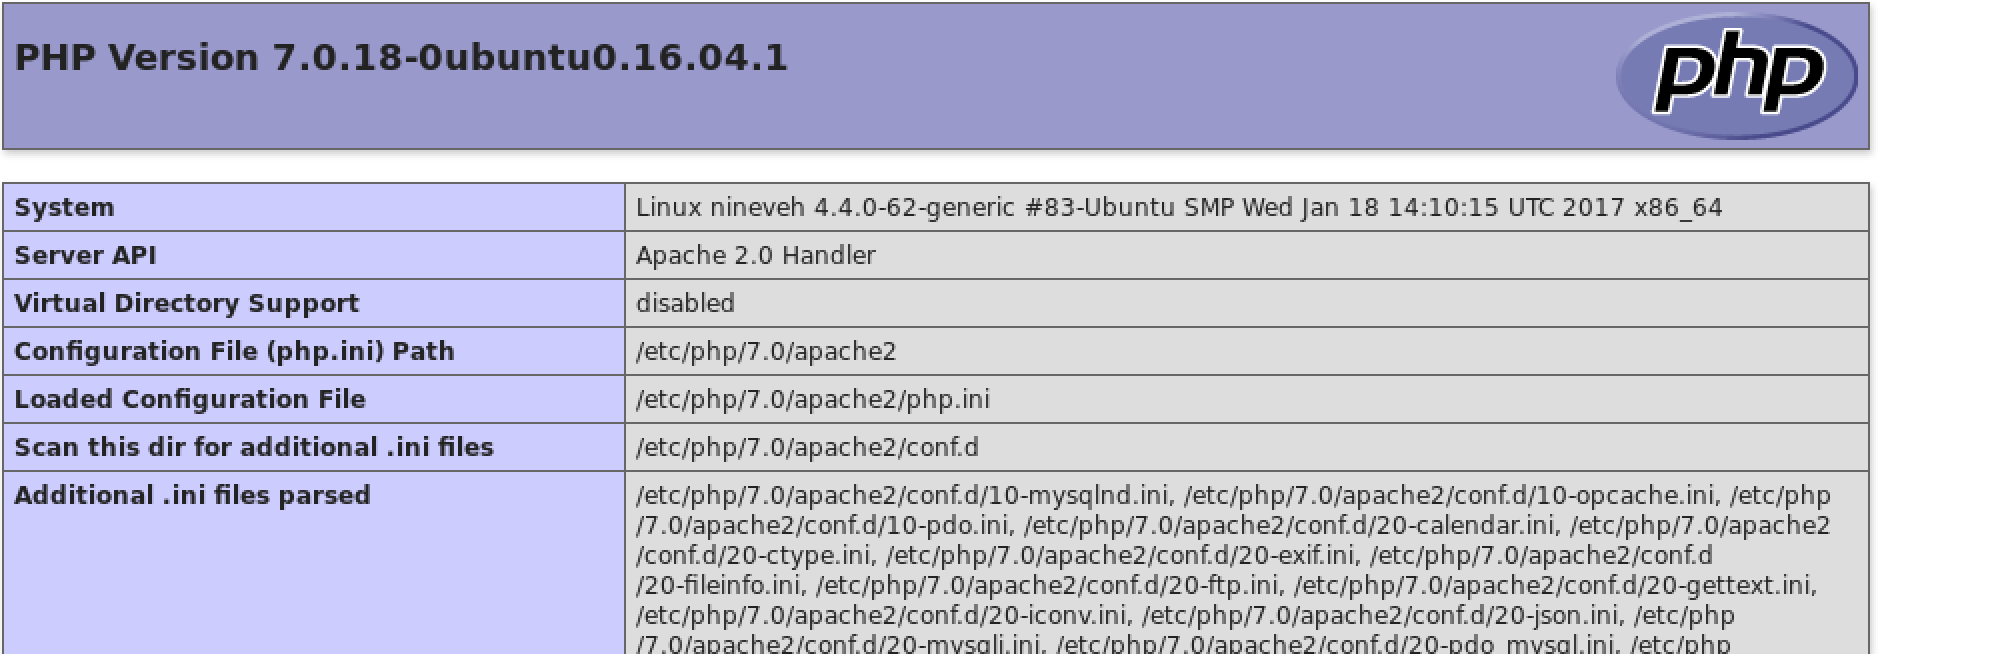 PHP Version 7.0.18-0ubuntu0.16.04.1
php
System Linux nineveh 4.4.0-62-generic #83-Ubuntu SMP Wed Jan 18 14:10:15 UTC 2017 x86_64
Server API Apache 2.0 Handler
Virtual Directory Support disabled
Configuration File (php.ini) Path /etc/php/7.0/apache2
Loaded Configuration File /etc/php/7.0/apache2/php.ini
Scan this dir for additional .ini files /etc/php/7.0/apache2/conf.d
Additional .ini files parsed /etc/php/7.0/apache2/conf.d/10-mysqlnd.ini, /etc/php/7.0/apache2/conf.d/10-opcache.ini, /etc/php
/7.0/apache2/conf.d/10-pdo.ini, /etc/php/7.0/apache2/conf.d/20-calendar.ini, /etc/php/7.0/apache2
/conf.d/20-ctype.ini, /etc/php/7.0/apache2/conf.d/20-exif.ini, /etc/php/7.0/apache2/conf.d
/20-fileinfo.ini, /etc/php/7.0/apache2/conf.d/20-ftp.ini, /etc/php/7.0/apache2/conf.d/20-gettext.ini,
/etc/php/7.0/apache2/conf.d/20-iconv.ini, /etc/php/7.0/apache2/conf.d/20-json.ini, /etc/php
/7.0/apache2/conf.d/20-mysqli.ini, /etc/php/7.0/apache2/conf.d/20-pdo_mysql.ini, /etc/php